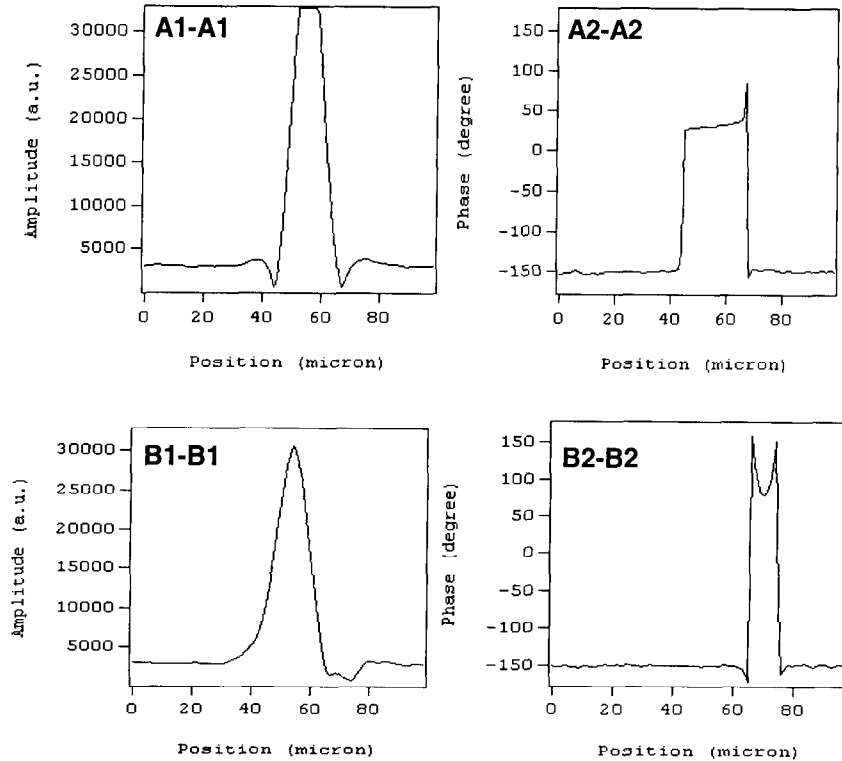 A1-A1
Amplitude (a.u.)
30000
25000
20000
15000
10000
5000
0 20 40 60 80
Position (micron)
A2-A2
Phase (degree)
150
100
50
0
-50
-100
-150
0 20 40 60 80
Position (micron)
B1-B1
Amplitude (a.u.)
30000
25000
20000
15000
10000
5000
0 20 40 60 80
Position (micron)
B2-B2
Phase (degree)
150
100
50
0
-50
-100
-150
0 20 40 60 80
Position (micron)